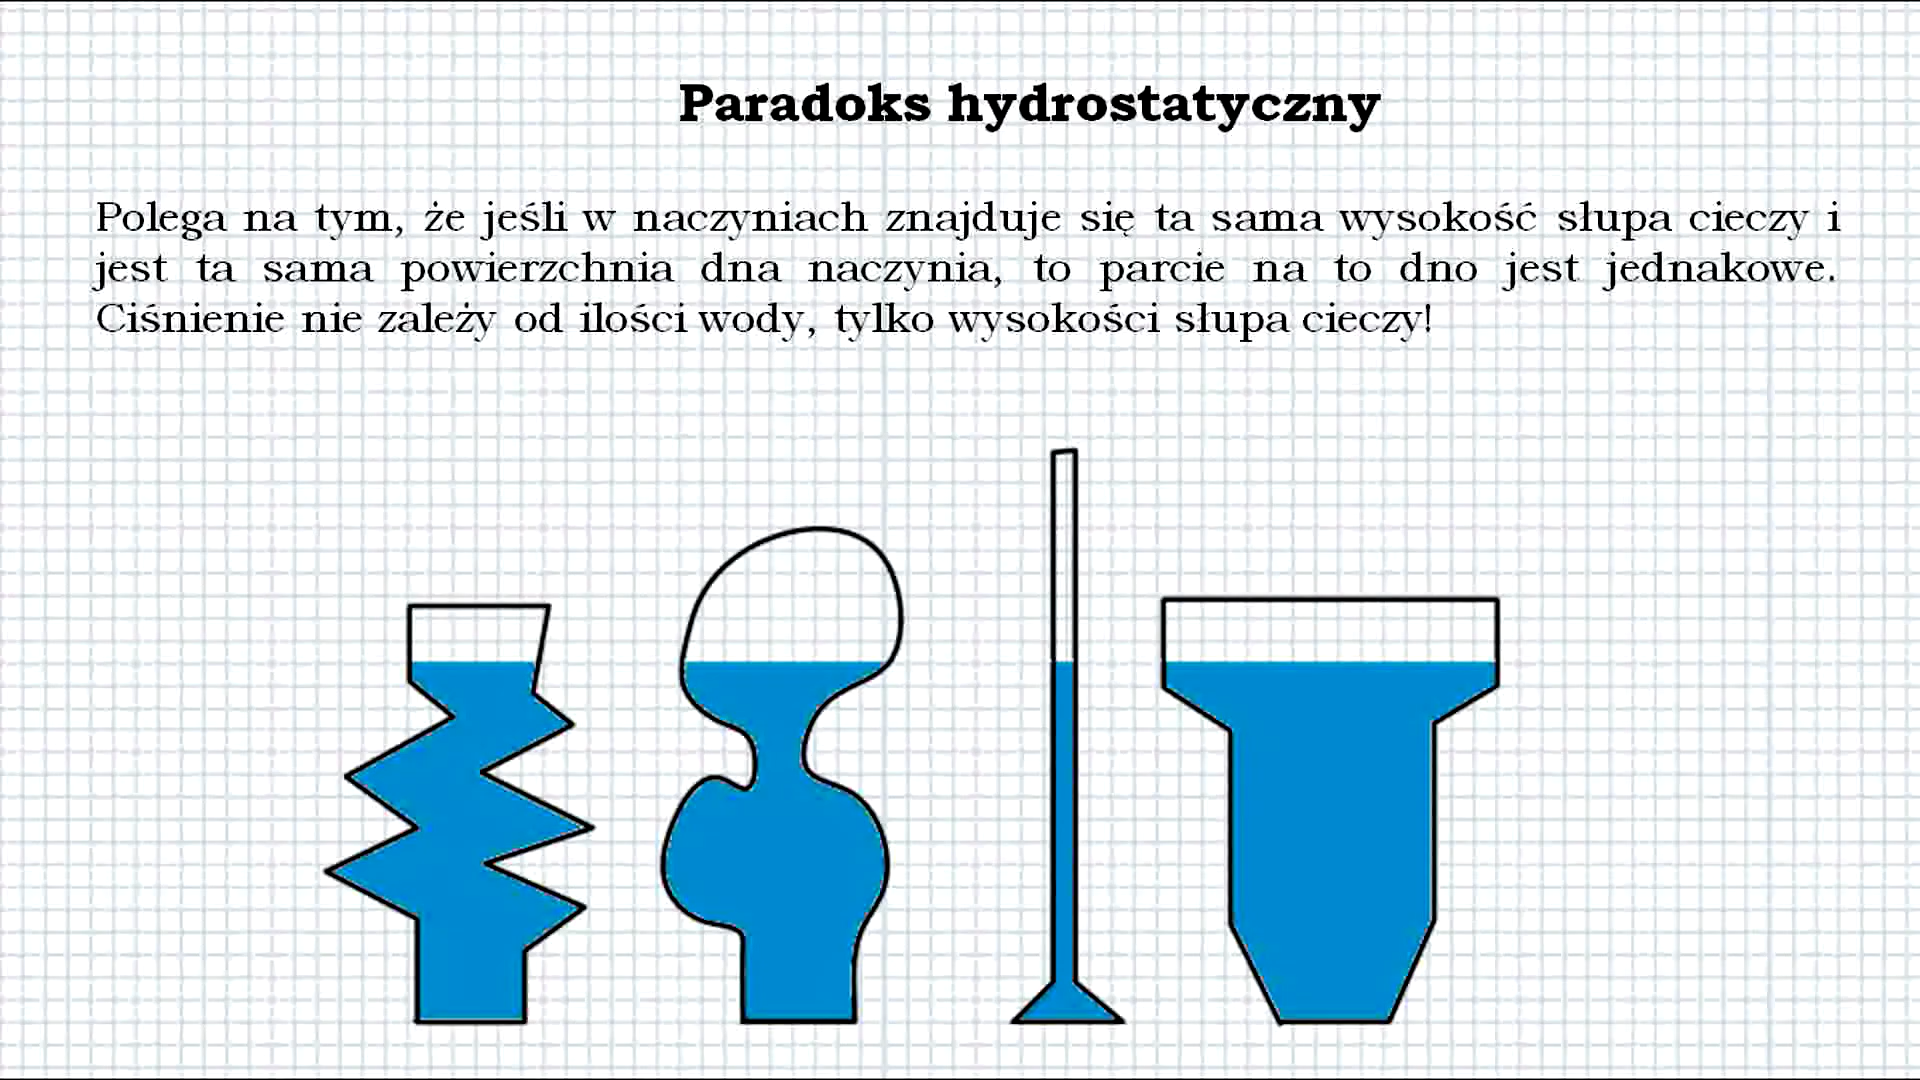 Paradoks hydrostatyczny
Polega na tym, że jeśli w naczyniach znajduje się ta sama wysokość słupa cieczy i
jest ta sama powierzchnia dna naczynia, to parcie na to dno jest jednakowe.
Ciśnienie nie zależy od ilości wody, tylko wysokości słupa cieczy!